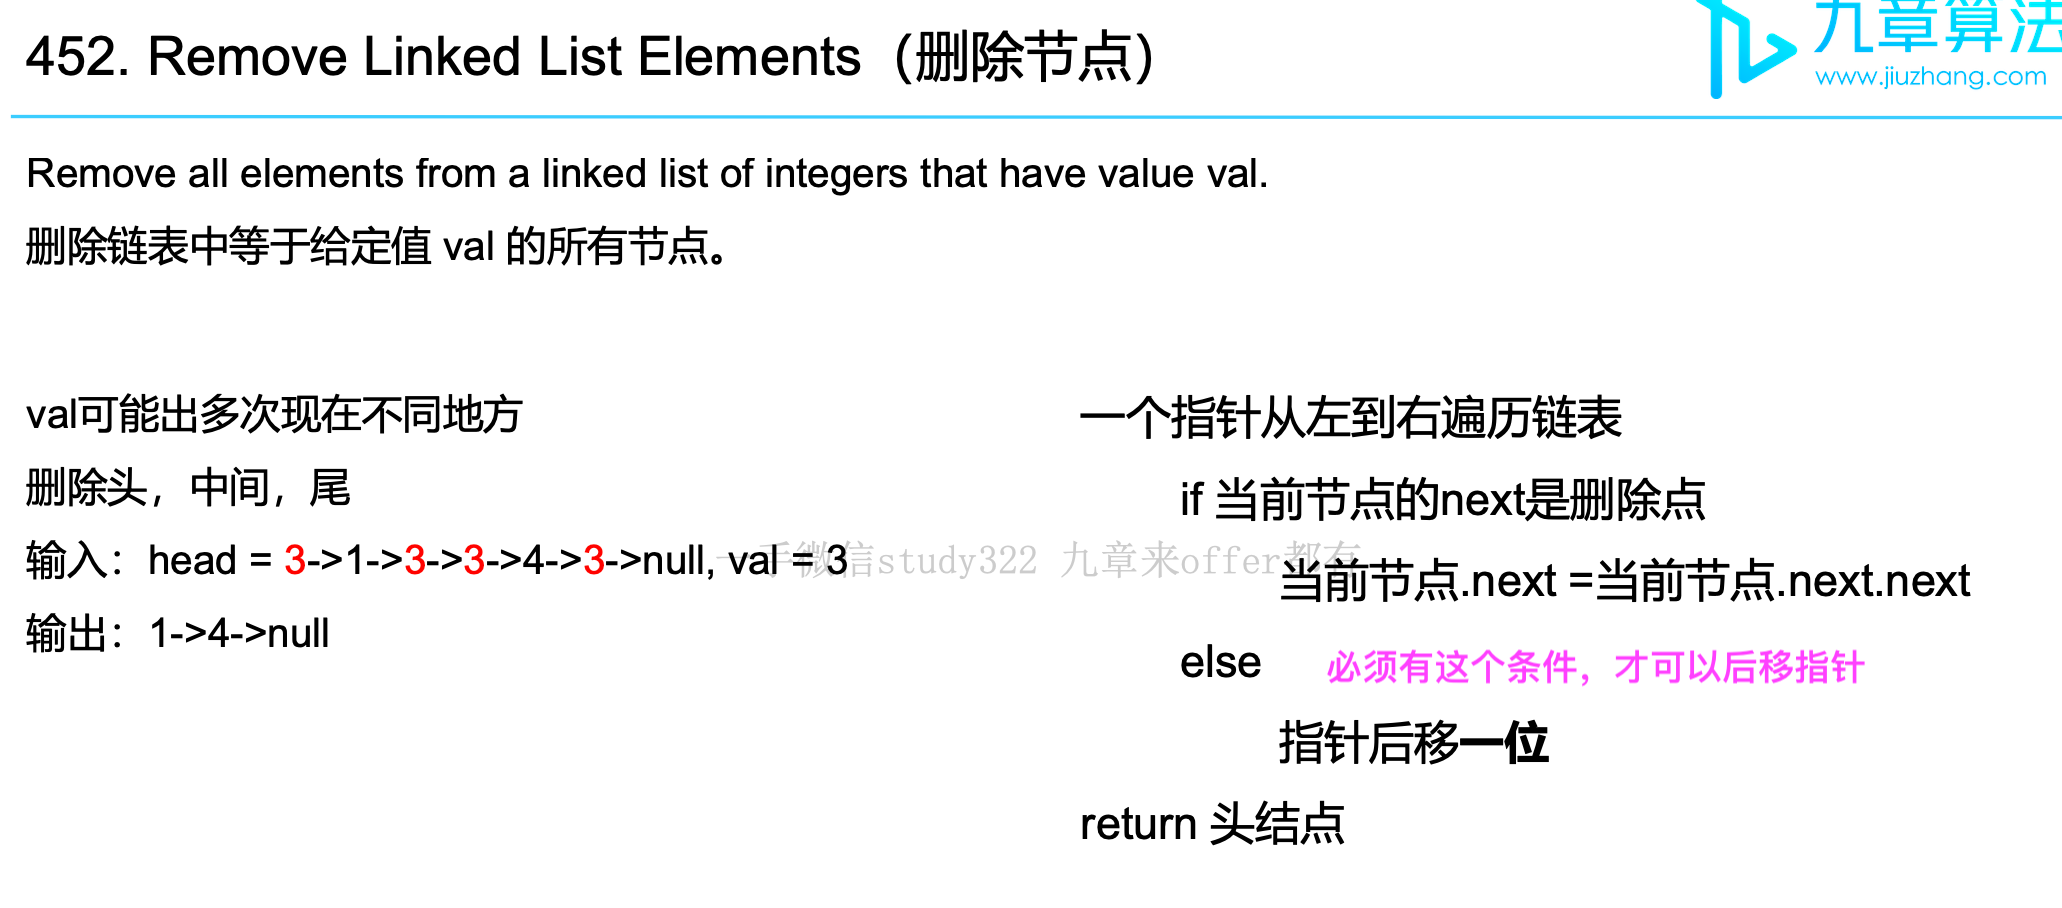 452. Remove Linked List Elements（删除节点）
九章算法
www.jiuzhang.com
Remove all elements from a linked list of integers that have value val.
删除链表中等于给定值 val 的所有节点。
val可能出多次现在不同地方
删除头，中间，尾
输入：head = 3->1->3->3->4->3->null, val = 3
输出：1->4->null
一手微信study322 九章来offer都有
一个指针从左到右遍历链表
if 当前节点的next是删除点
当前节点.next =当前节点.next.next
else 必须有这个条件，才可以后移指针
指针后移一位
return 头结点